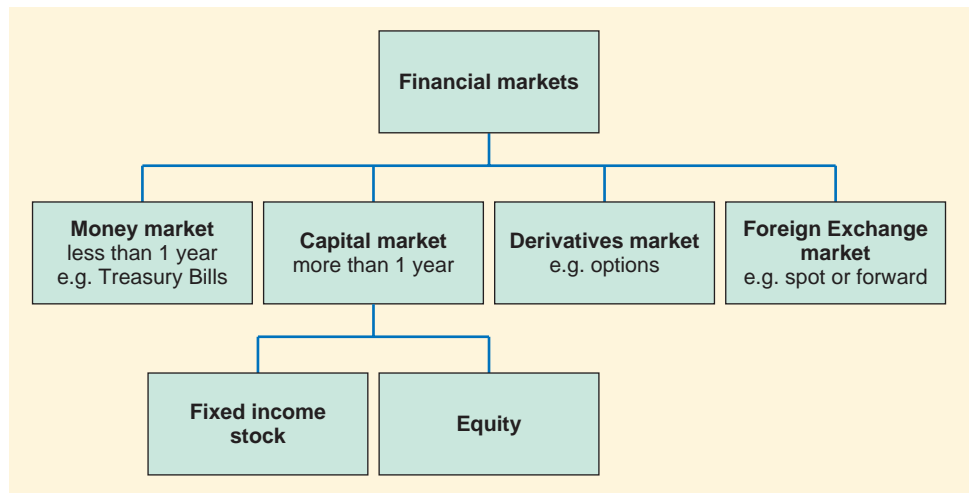 Financial markets
Money market
less than 1 year
e.g. Treasury Bills
Capital market
more than 1 year
Derivatives market
e.g. options
Foreign Exchange
market
e.g. spot or forward
Fixed income
stock
Equity